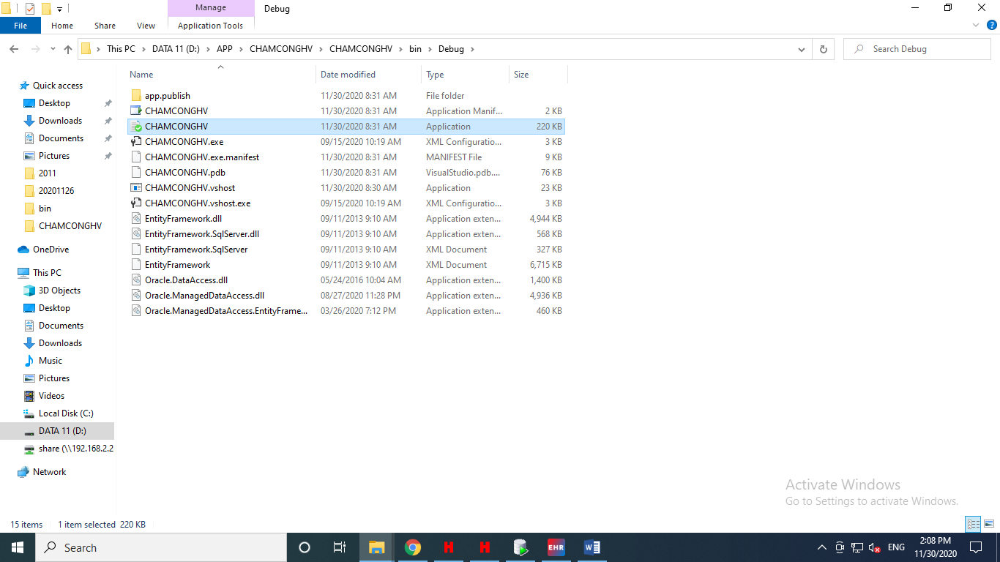 Manage Debug
File Home Share View Application Tools
This PC DATA 11 (D:) APP CHAMCONGHV CHAMCONGHV bin Debug Search Debug
Name Date modified Type Size
Quick access
Desktop
Downloads
Documents
Pictures
2011
20201126
bin
CHAMCONGHV
OneDrive
This PC
3D Objects
Desktop
Documents
Downloads
Music
Pictures
Videos
Local Disk (C:)
DATA 11 (D:)
share (\\192.168.2.2
Network
app.publish 11/30/2020 8:31 AM File folder
CHAMCONGHV 11/30/2020 8:31 AM Application Manif... 2 KB
CHAMCONGHV 11/30/2020 8:31 AM Application 220 KB
CHAMCONGHV.exe 09/15/2020 10:19 AM XML Configuratio... 3 KB
CHAMCONGHV.exe.manifest 11/30/2020 8:31 AM MANIFEST File 9 KB
CHAMCONGHV.pdb 11/30/2020 8:31 AM VisualStudio.pdb.... 76 KB
CHAMCONGHV.vshost 11/30/2020 8:30 AM Application 23 KB
CHAMCONGHV.vshost.exe 09/15/2020 10:19 AM XML Configuratio... 3 KB
EntityFramework.dll 09/11/2013 9:10 AM Application exten... 4,944 KB
EntityFramework.SqlServer.dll 09/11/2013 9:10 AM Application exten... 568 KB
EntityFramework.SqlServer 09/11/2013 9:10 AM XML Document 327 KB
EntityFramework 09/11/2013 9:10 AM XML Document 6,715 KB
Oracle.DataAccess.dll 05/24/2016 10:04 AM Application exten... 1,400 KB
Oracle.ManagedDataAccess.dll 08/27/2020 11:28 PM Application exten... 4,936 KB
Oracle.ManagedDataAccess.EntityFrame... 03/26/2020 7:12 PM Application exten... 460 KB
Activate Windows
Go to Settings to activate Windows.
15 items 1 item selected 220 KB
Search H H EHR W ENG
2:08 PM
11/30/2020